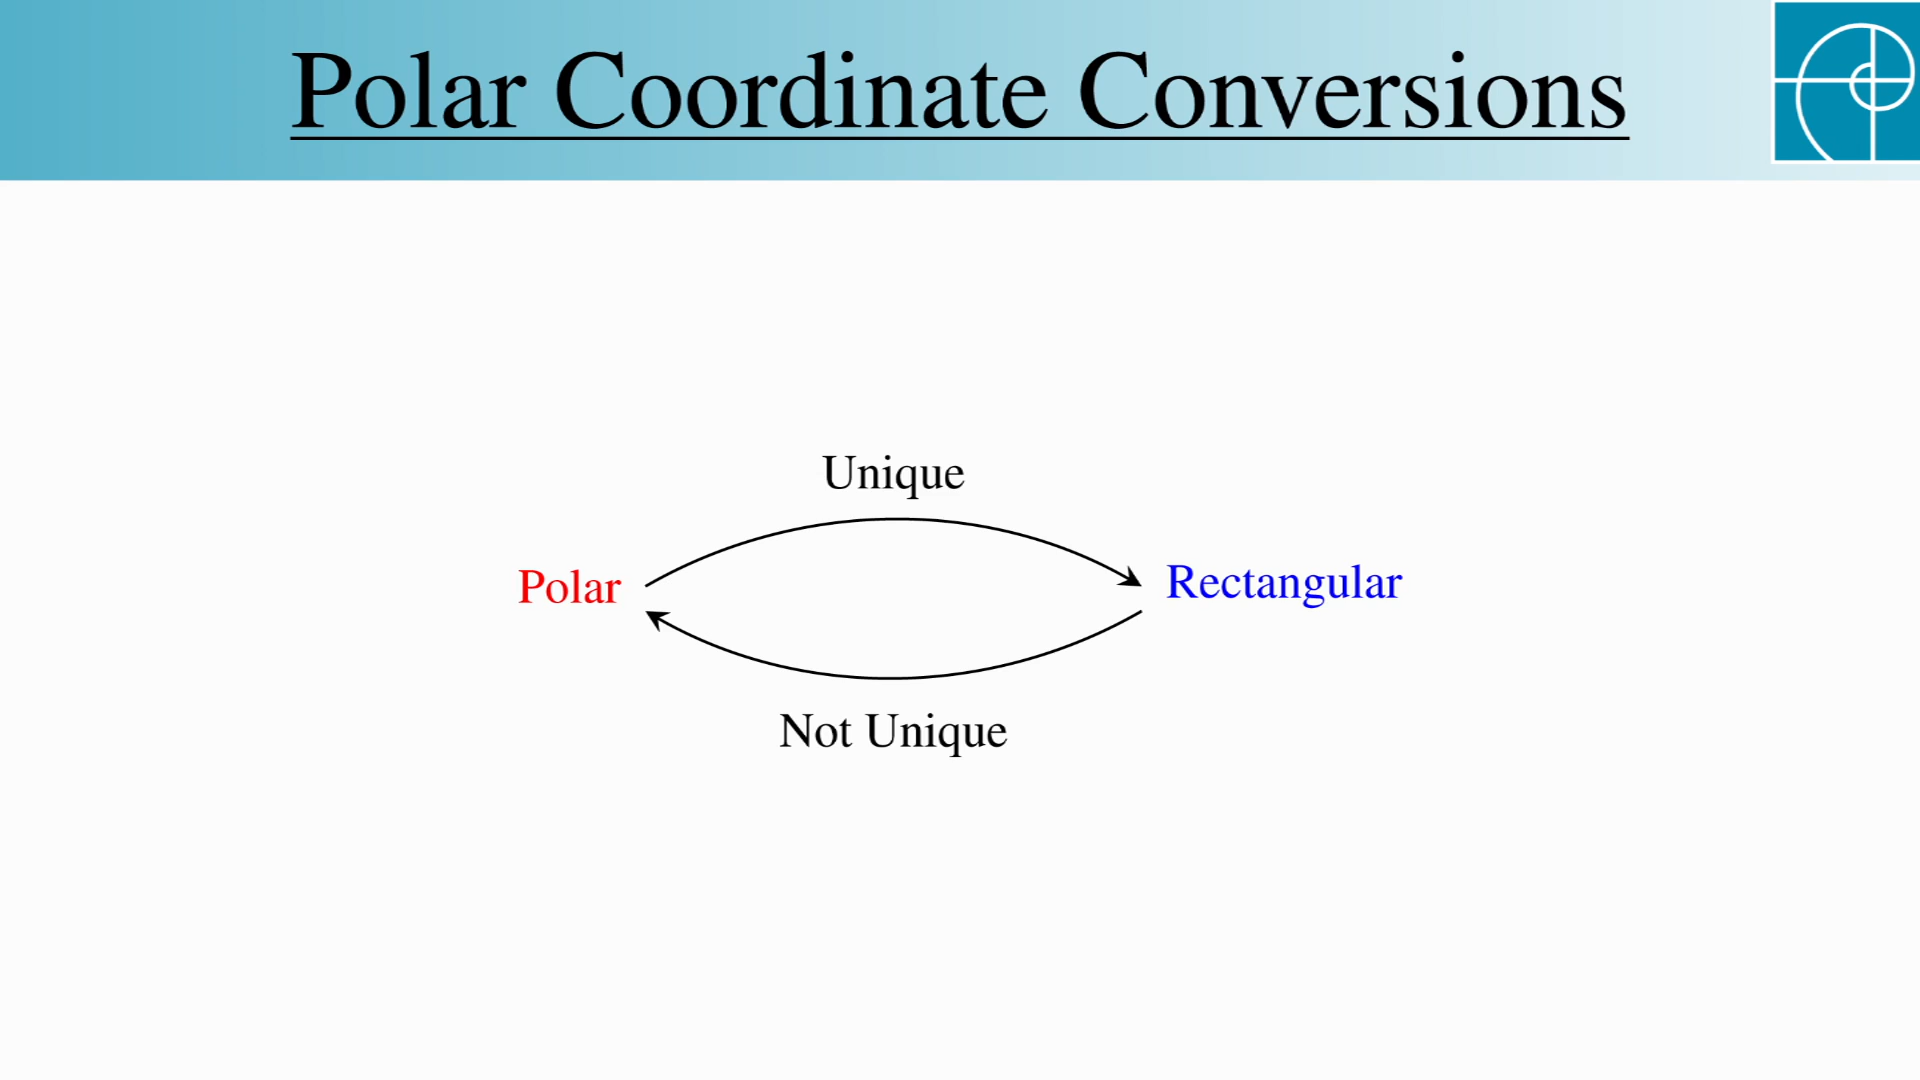 Polar Coordinate Conversions
Unique
Polar
Rectangular
Not Unique